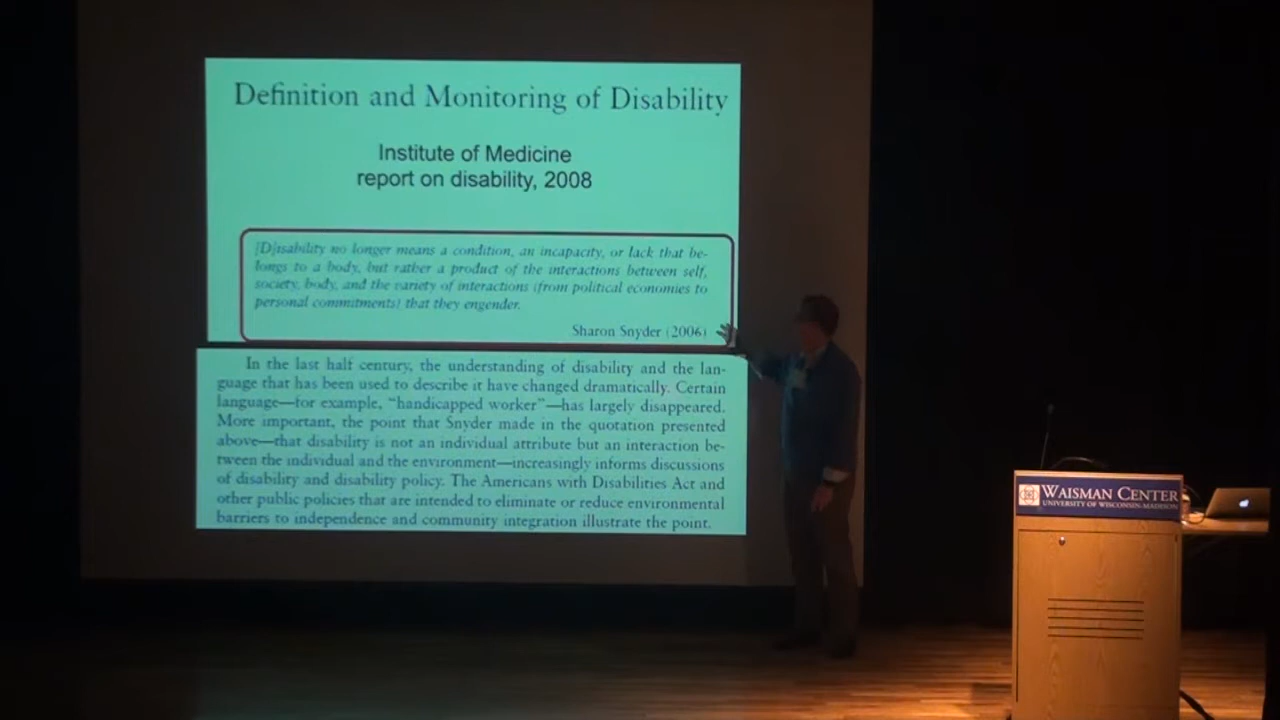 Definition and Monitoring of Disability
Institute of Medicine
report on disability, 2008
[D]isability no longer means a condition, an incapacity, or lack that be-
longs to a body, but rather a product of the interactions between self,
society, body, and the variety of interactions (from political economies to
personal commitments) that they engender.
Sharon Snyder (2006)
In the last half century, the understanding of disability and the lan-
guage that has been used to describe it have changed dramatically. Certain
language—for example, “handicapped worker”—has largely disappeared.
More important, the point that Snyder made in the quotation presented
above—that disability is not an individual attribute but an interaction be-
tween the individual and the environment—increasingly informs discussions
of disability and disability policy. The Americans with Disabilities Act and
other public policies that are intended to eliminate or reduce environmental
barriers to independence and community integration illustrate the point.
WAISMAN CENTER
UNIVERSITY OF WISCONSIN-MADISON